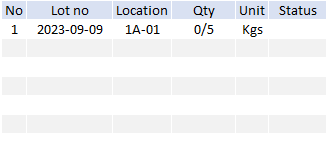 No Lot no Location Qty Unit Status
1 2023-09-09 1A-01 0/5 Kgs